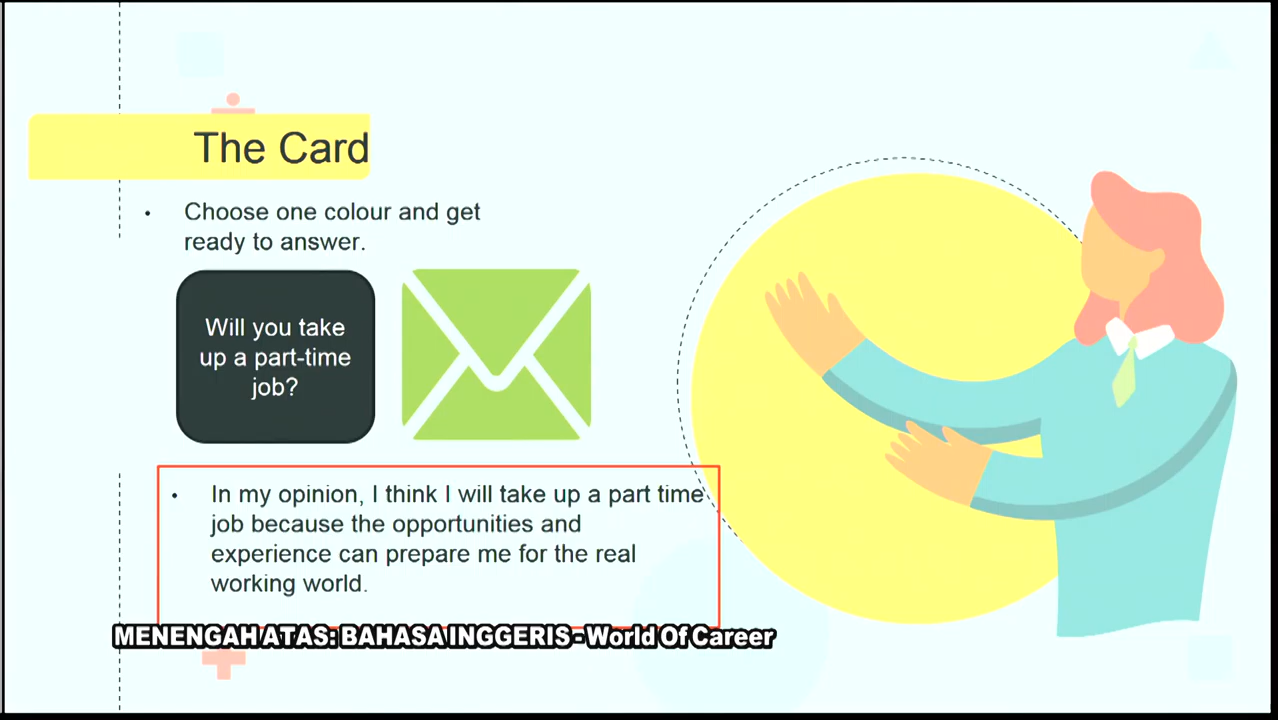 The Card
• Choose one colour and get
ready to answer.
Will you take
up a part-time
job?
• In my opinion, I think I will take up a part time
job because the opportunities and
experience can prepare me for the real
working world.
MENENGAH ATAS: BAHASA INGGERIS - World Of Career